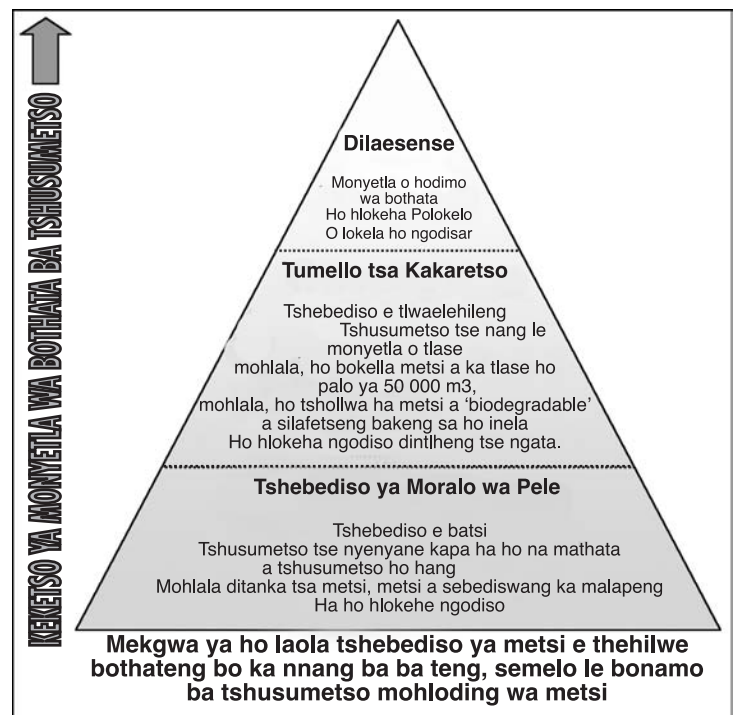 KEKETSO YA MONYETLA WA BOTHATA BA TSHUSUMETSO
Dilaesense
Monyetla o hodimo
wa bothata
Ho hlokeha Polokelo
O lokela ho ngodisar
Tumello tsa Kakaretso
Tshebediso e tlwaelehileng
Tshusumetso tse nang le
monyetla o tlase
mohlala, ho bokella metsi a ka tlase ho
palo ya 50 000 m3,
mohlala, ho tshollwa ha metsi a ‘biodegradable’
a silafetseng bakeng sa ho inela
Ho hlokeha ngodiso dintlheng tse ngata.
Tshebediso ya Moralo wa Pele
Tshebediso e batsi
Tshusumetso tse nyenyane kapa ha ho na mathata
a tshusumetso ho hang
Mohlala ditanka tsa metsi, metsi a sebediswang ka malapeng
Ha ho hlokehe ngodiso
Mekgwa ya ho laola tshebediso ya metsi e thehilwe
bothateng bo ka nnang ba ba teng, semelo le bonamo
ba tshusumetso mohloding wa metsi